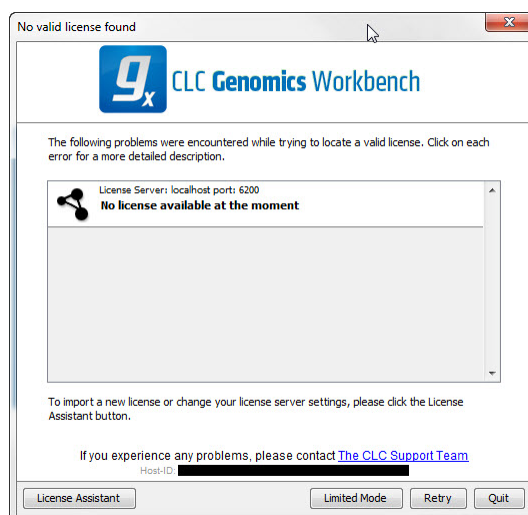 No valid license found
gx CLC Genomics Workbench
The following problems were encountered while trying to locate a valid license. Click on each
error for a more detailed description.
License Server: localhost port: 6200
No license available at the moment
To import a new license or change your license server settings, please click the License
Assistant button.
If you experience any problems, please contact The CLC Support Team
Host-ID:
License Assistant Limited Mode Retry Quit